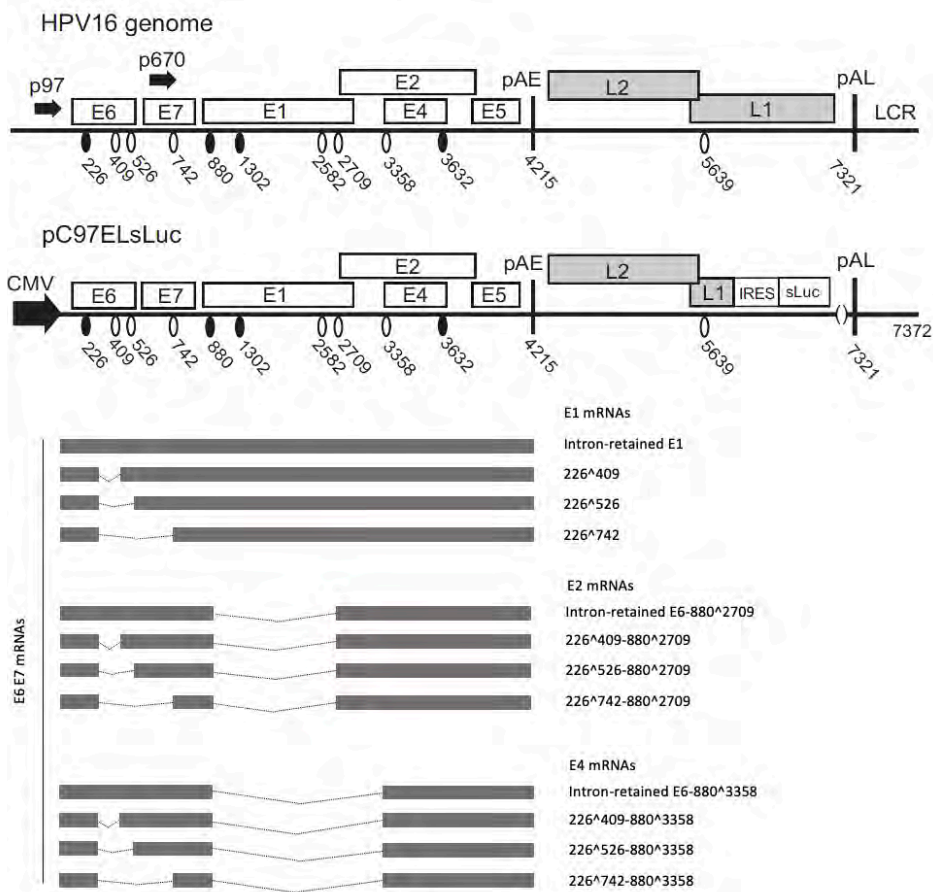 HPV16 genome
p97 p670
E6 E7 E1 E2 E4 E5 pAE L2 L1 pAL LCR
226 409 526 742 880 1302 2582 2709 3358 3632 4215 5639 7321
pC97ELsLuc
CMV E6 E7 E1 E2 E4 E5 pAE L2 L1 IRES sLuc pAL
( )
226 409 526 742 880 1302 2582 2709 3358 3632 4215 5639 7321 7372
E6 E7 mRNAs
E1 mRNAs
Intron-retained E1
226^409
226^526
226^742
E2 mRNAs
Intron-retained E6-880^2709
226^409-880^2709
226^526-880^2709
226^742-880^2709
E4 mRNAs
Intron-retained E6-880^3358
226^409-880^3358
226^526-880^3358
226^742-880^3358